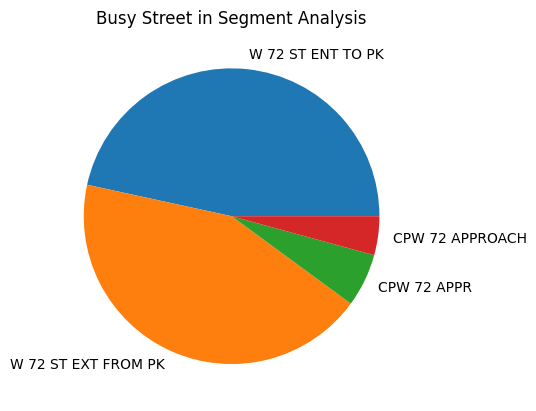 Busy Street in Segment Analysis
W 72 ST ENT TO PK
CPW 72 APPROACH
CPW 72 APPR
W 72 ST EXT FROM PK